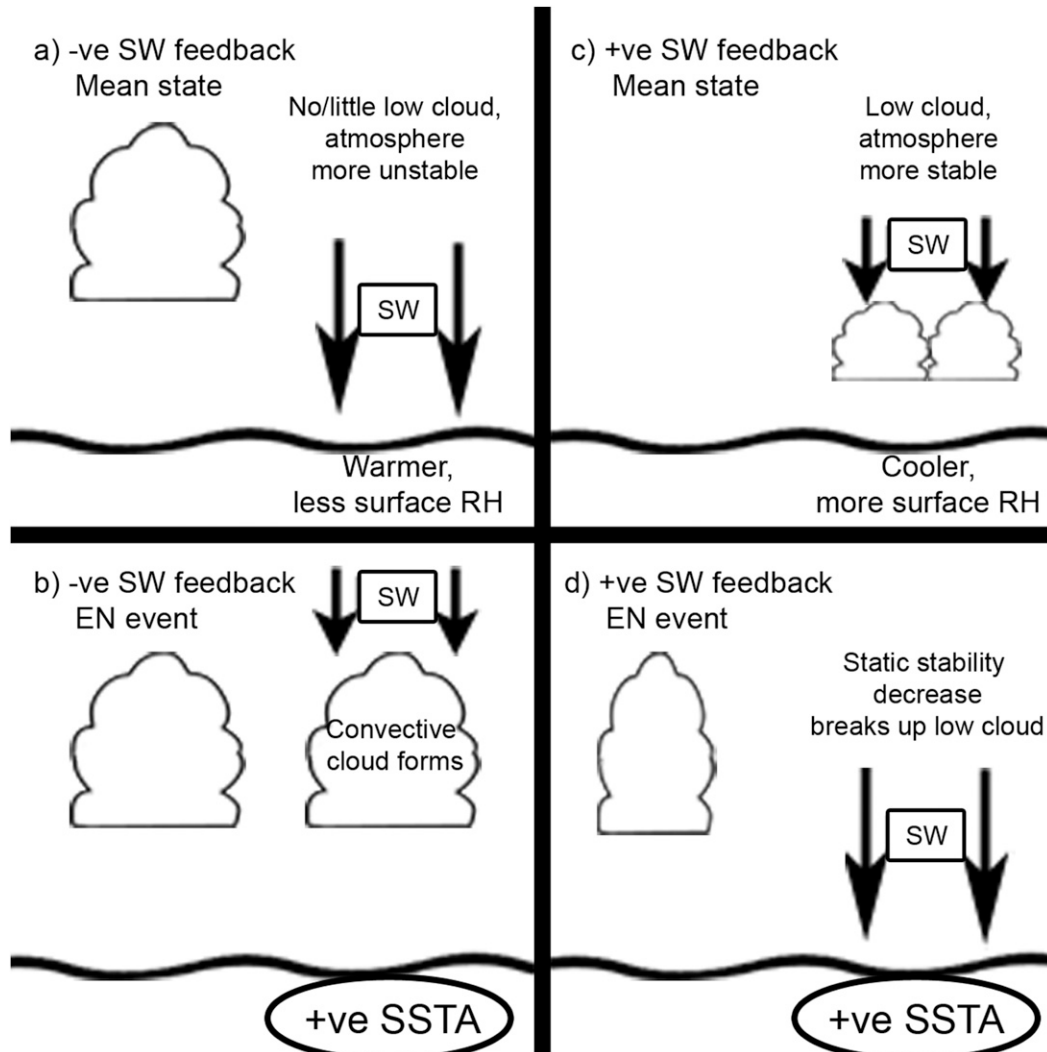 a) -ve SW feedback
Mean state
No/little low cloud,
atmosphere
more unstable
SW
Warmer,
less surface RH
c) +ve SW feedback
Mean state
Low cloud,
atmosphere
more stable
SW
Cooler,
more surface RH
b) -ve SW feedback
EN event
SW
Convective
cloud forms
+ve SSTA
d) +ve SW feedback
EN event
Static stability
decrease
breaks up low cloud
SW
+ve SSTA